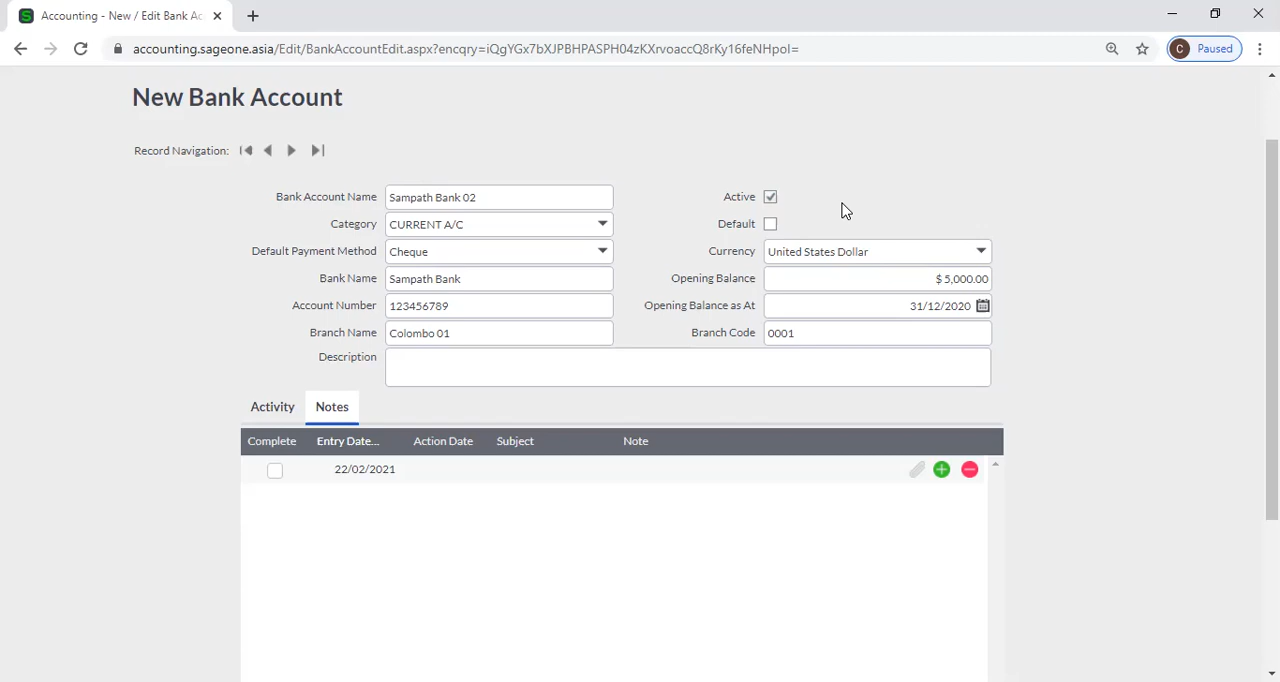 Accounting - New / Edit Bank Ac
accounting.sageone.asia/Edit/BankAccountEdit.aspx?encqry=iQgYGx7bXJPBHPASPH04zKXrvoaccQ8rKy16feNHpoI=
C Paused
New Bank Account
Record Navigation:
Bank Account Name Sampath Bank 02 Active
Category CURRENT A/C Default
Default Payment Method Cheque Currency United States Dollar
Bank Name Sampath Bank Opening Balance $ 5,000.00
Account Number 123456789 Opening Balance as At 31/12/2020
Branch Name Colombo 01 Branch Code 0001
Description
Activity Notes
Complete Entry Date... Action Date Subject Note
22/02/2021